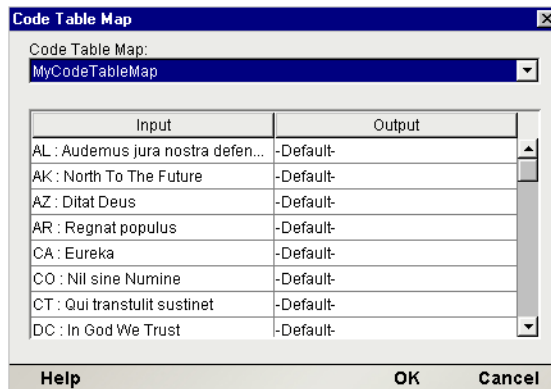 Code Table Map
Code Table Map:
MyCodeTableMap
Input Output
AL : Audemus jura nostra defen... -Default-
AK : North To The Future -Default-
AZ : Ditat Deus -Default-
AR : Regnat populus -Default-
CA : Eureka -Default-
CO : Nil sine Numine -Default-
CT : Qui transtulit sustinet -Default-
DC : In God We Trust -Default-
Help OK Cancel